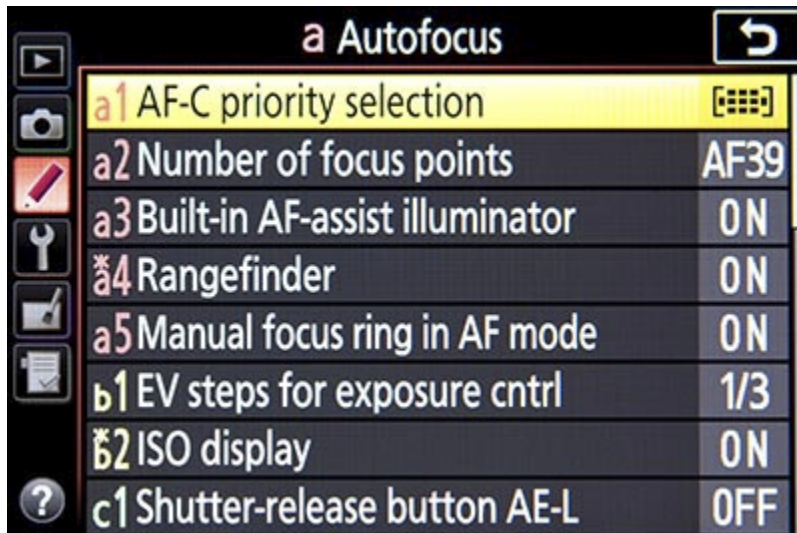 a Autofocus
a1 AF-C priority selection
a2 Number of focus points AF39
a3 Built-in AF-assist illuminator ON
*a4 Rangefinder ON
a5 Manual focus ring in AF mode ON
b1 EV steps for exposure cntrl 1/3
*b2 ISO display ON
?
c1 Shutter-release button AE-L OFF